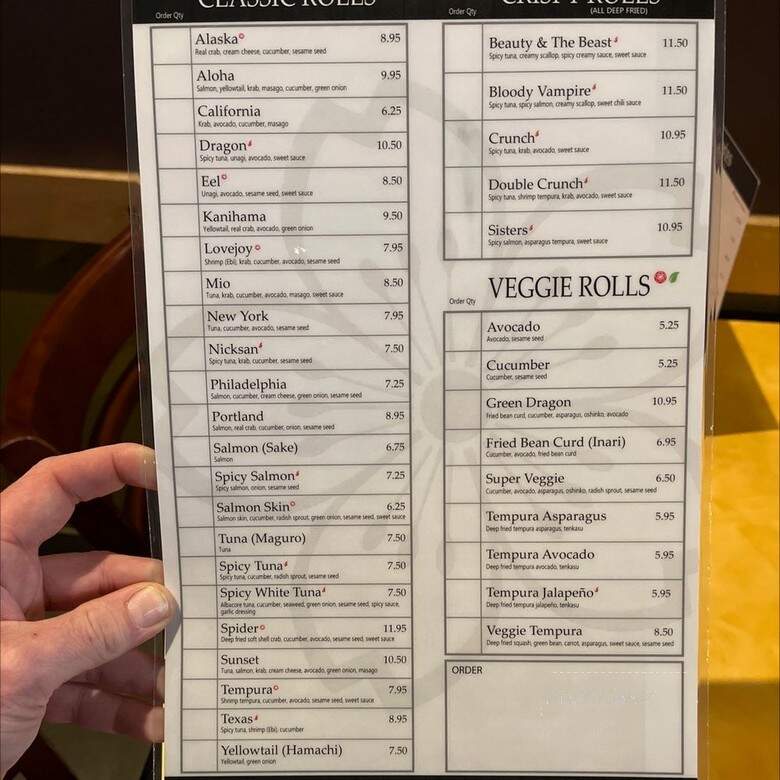 CLASSIC ROLLS
Order Qty
Alaska 8.95
Real crab, cream cheese, cucumber, sesame seed
Aloha 9.95
Salmon, yellowtail, krab, masago, cucumber, green onion
California 6.25
Krab, avocado, cucumber, masago
Dragon 10.50
Spicy tuna, unagi, avocado, sweet sauce
Eel 8.50
Unagi, avocado, sesame seed, sweet sauce
Kanihama 9.50
Yellowtail, real crab, avocado, green onion
Lovejoy 7.95
Shrimp (Ebi), krab, cucumber, avocado, sesame seed
Mio 8.50
Tuna, krab, cucumber, avocado, masago, sweet sauce
New York 7.95
Tuna, cucumber, avocado, sesame seed
Nicksan 7.50
Spicy tuna, krab, cucumber, sesame seed
Philadelphia 7.25
Salmon, cucumber, cream cheese, green onion, sesame seed
Portland 8.95
Salmon, real crab, cucumber, onion, sesame seed
Salmon (Sake) 6.75
Salmon
Spicy Salmon 7.25
Spicy salmon, onion, sesame seed
Salmon Skin 6.25
Salmon skin, cucumber, radish sprout, green onion, sesame seed, sweet sauce
Tuna (Maguro) 7.50
Tuna
Spicy Tuna 7.50
Spicy tuna, cucumber, radish sprout, sesame seed
Spicy White Tuna 7.50
Albacore tuna, cucumber, seaweed, green onion, sesame seed, spicy sauce,
garlic dressing
Spider 11.95
Deep fried soft shell crab, cucumber, avocado, sesame seed, sweet sauce
Sunset 10.50
Tuna, salmon, krab, cream cheese, avocado, green onion, masago
Tempura 7.95
Shrimp tempura, cucumber, avocado, sesame seed, sweet sauce
Texas 8.95
Spicy tuna, shrimp (Ebi), cucumber
Yellowtail (Hamachi) 7.50
Yellowtail, green onion
CRISPY ROLLS
(ALL DEEP FRIED)
Order Qty
Beauty & The Beast 11.50
Spicy tuna, creamy scallop, spicy creamy sauce, sweet sauce
Bloody Vampire 11.50
Spicy tuna, spicy salmon, creamy scallop, sweet chili sauce
Crunch 10.95
Spicy tuna, krab, avocado, sweet sauce
Double Crunch 11.50
Spicy tuna, shrimp tempura, krab, avocado, sweet sauce
Sisters 10.95
Spicy salmon, asparagus tempura, sweet sauce
VEGGIE ROLLS
Order Qty
Avocado 5.25
Avocado, sesame seed
Cucumber 5.25
Cucumber, sesame seed
Green Dragon 10.95
Fried bean curd, cucumber, asparagus, oshinko, avocado
Fried Bean Curd (Inari) 6.95
Cucumber, avocado, fried bean curd
Super Veggie 6.50
Cucumber, avocado, asparagus, oshinko, radish sprout, sesame seed
Tempura Asparagus 5.95
Deep fried tempura asparagus, tenkasu
Tempura Avocado 5.95
Deep fried tempura avocado, tenkasu
Tempura Jalapeño 5.95
Deep fried tempura jalapeño, tenkasu
Veggie Tempura 8.50
Deep fried squash, green bean, carrot, asparagus, sweet sauce, sesame seed
ORDER